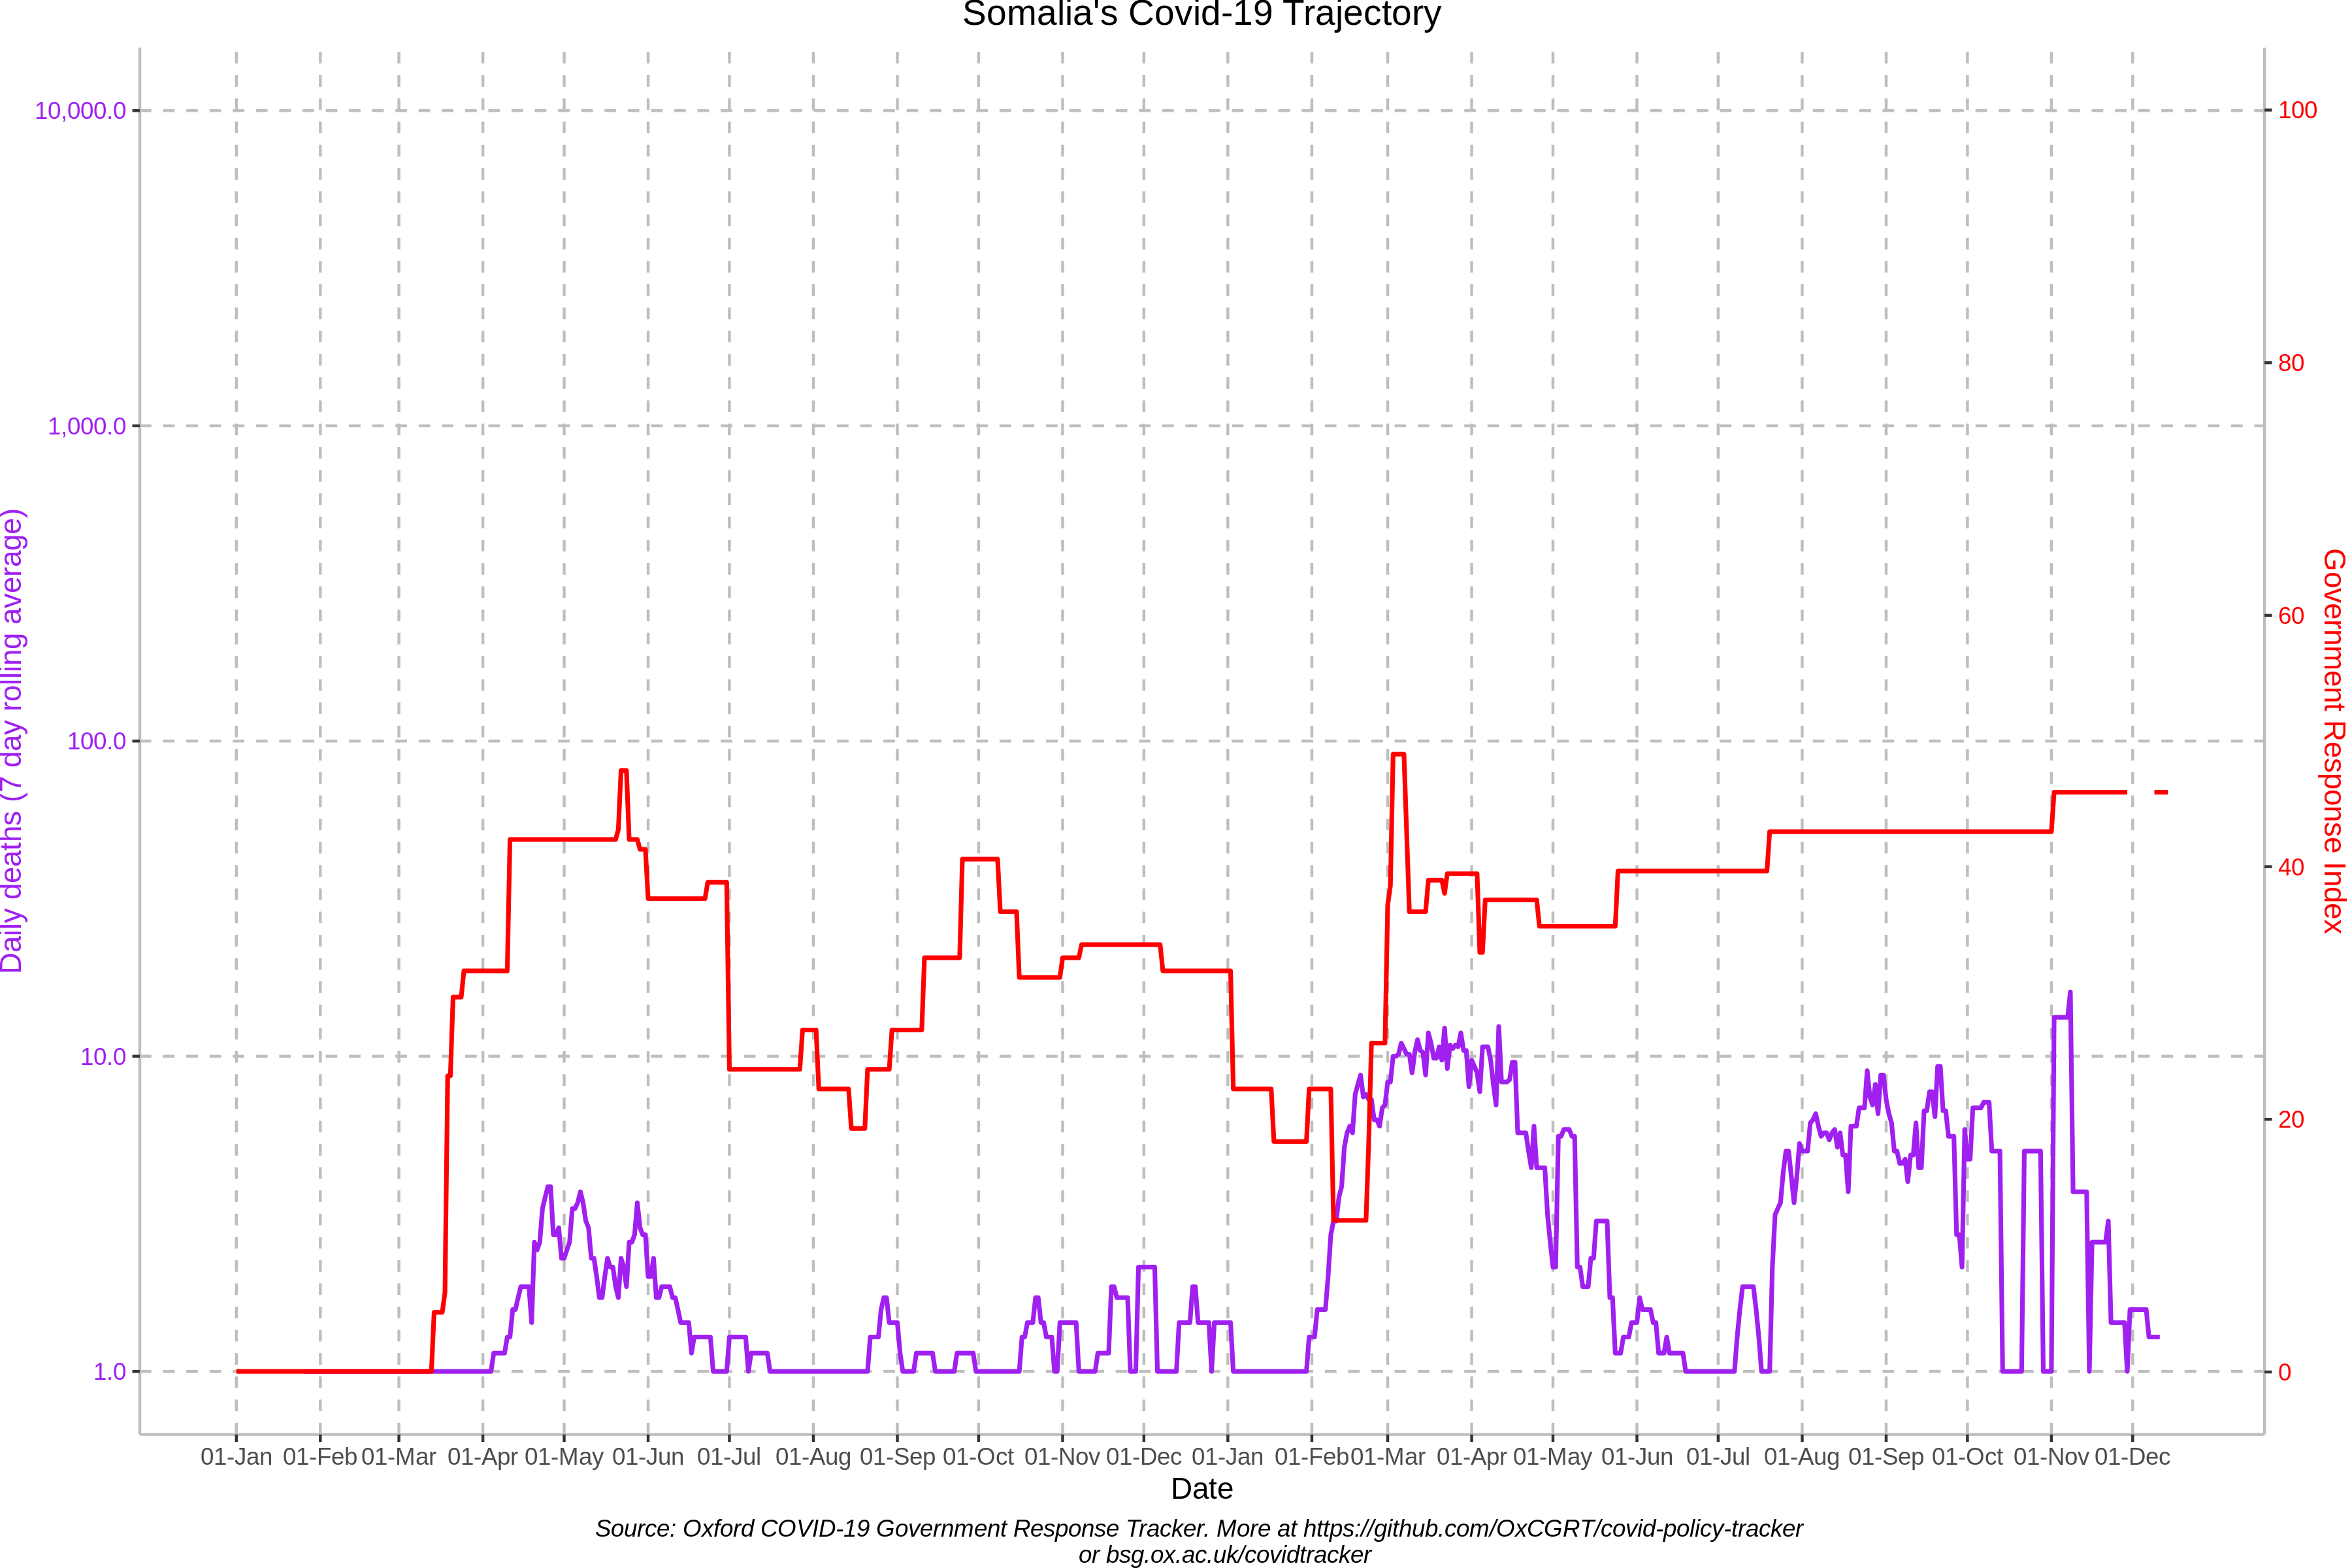 Somalia's Covid-19 Trajectory
10,000.0
1,000.0
100.0
10.0
1.0
Daily deaths (7 day rolling average)
100
80
60
40
20
0
Government Response Index
01-Jan 01-Feb 01-Mar 01-Apr 01-May 01-Jun 01-Jul 01-Aug 01-Sep 01-Oct 01-Nov 01-Dec 01-Jan 01-Feb 01-Mar 01-Apr 01-May 01-Jun 01-Jul 01-Aug 01-Sep 01-Oct 01-Nov 01-Dec
Date
Source: Oxford COVID-19 Government Response Tracker. More at https://github.com/OxCGRT/covid-policy-tracker
or bsg.ox.ac.uk/covidtracker